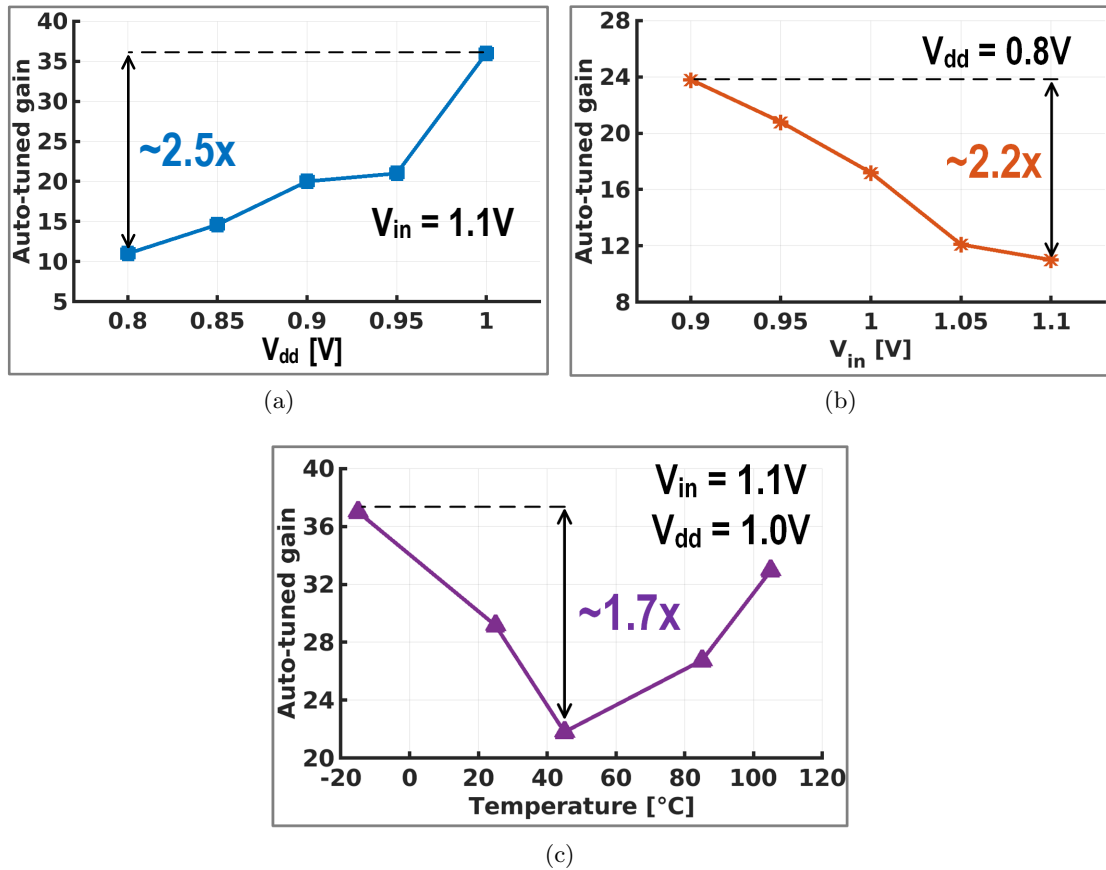 40
35
30
25
20
15
10
5
Auto-tuned gain
~2.5x
Vin = 1.1V
0.8 0.85 0.9 0.95 1
Vdd [V]
(a)
28
24
20
16
12
8
Auto-tuned gain
Vdd = 0.8V
~2.2x
0.9 0.95 1 1.05 1.1
Vin [V]
(b)
40
36
32
28
24
20
Auto-tuned gain
Vin = 1.1V
Vdd = 1.0V
~1.7x
-20 0 20 40 60 80 100 120
Temperature [°C]
(c)